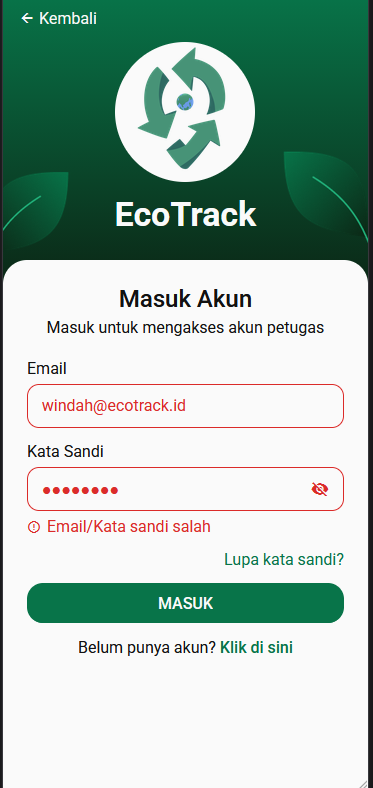 ← Kembali
EcoTrack
Masuk Akun
Masuk untuk mengakses akun petugas
Email
windah@ecotrack.id
Kata Sandi
●●●●●●●●
Email/Kata sandi salah
Lupa kata sandi?
MASUK
Belum punya akun? Klik di sini